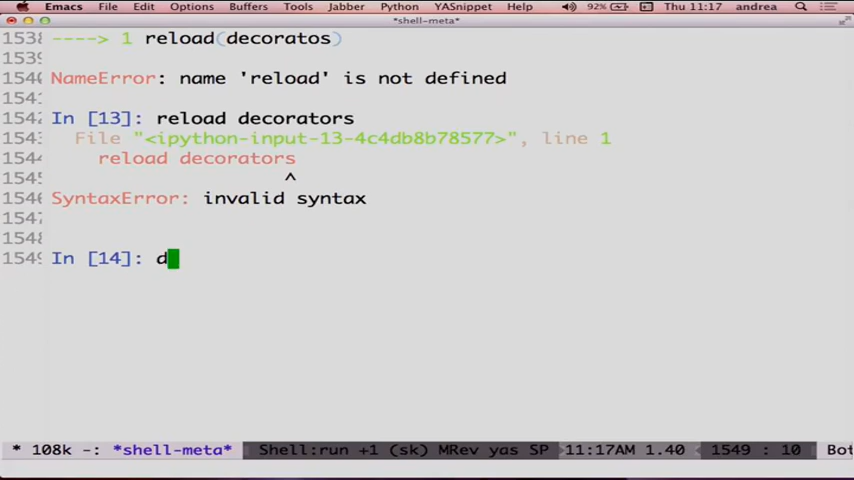 Emacs File Edit Options Buffers Tools Jabber Python YASnippet Help 92% Thu 11:17 andrea
*shell-meta*
1538 ----> 1 reload(decoratos)
1539
1540 NameError: name 'reload' is not defined
1541
1542 In [13]: reload decorators
1543 File "<ipython-input-13-4c4db8b78577>", line 1
1544 reload decorators
1545 ^
1546 SyntaxError: invalid syntax
1547
1548
1549 In [14]: d
* 108k -: *shell-meta* Shell:run +1 (sk) MRev yas SP 11:17AM 1.40 1549 : 10 Bot